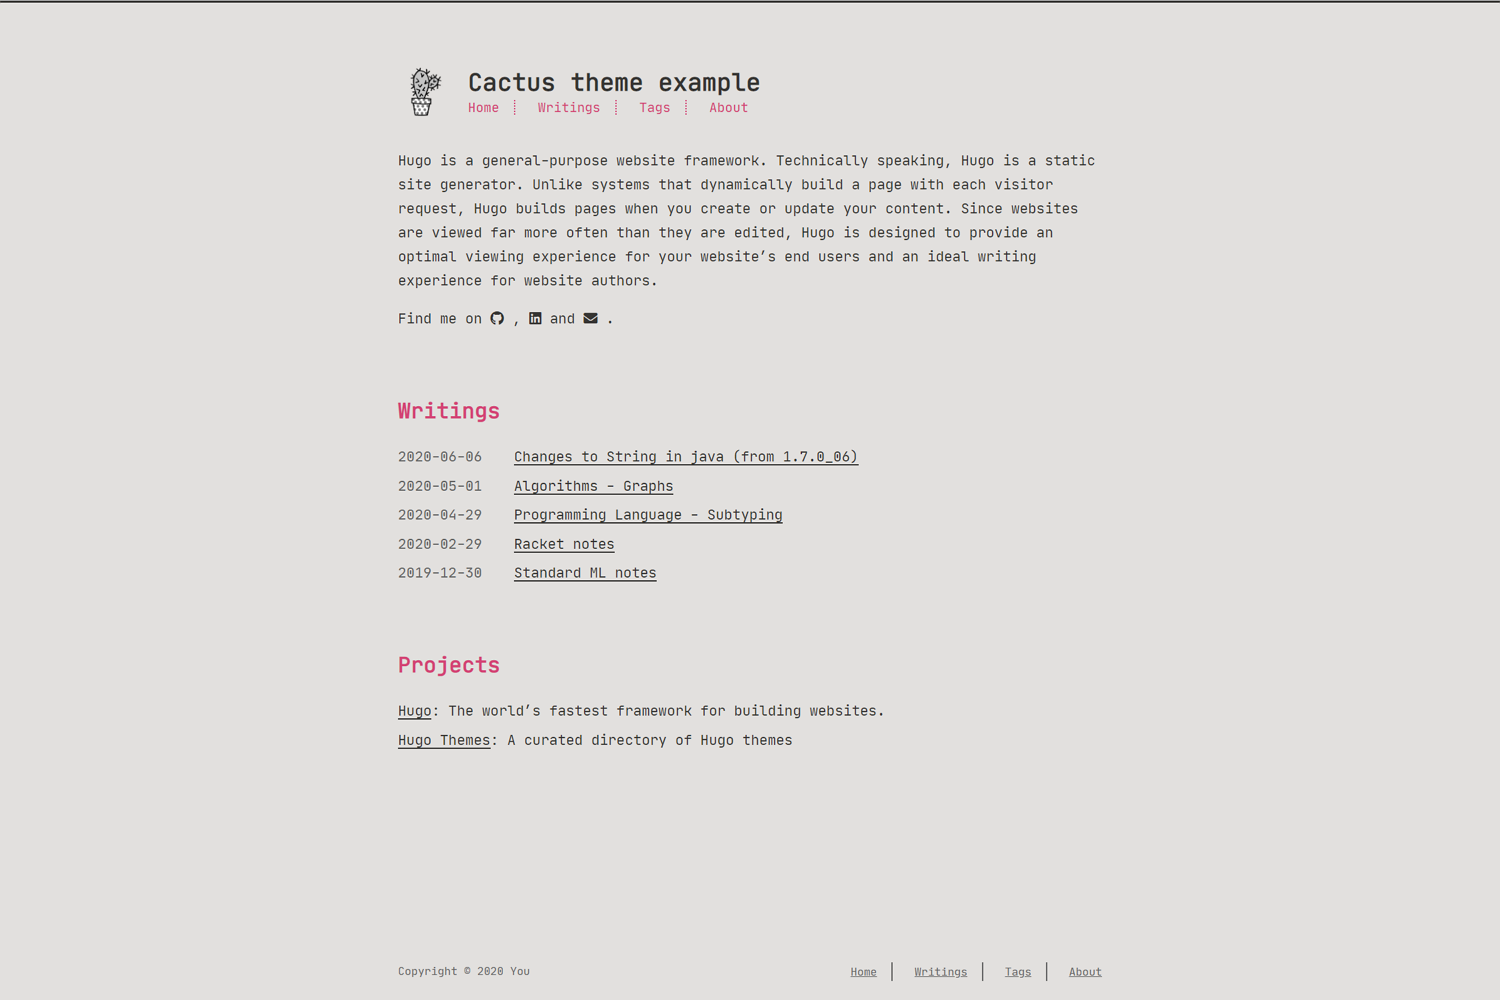 Cactus theme example
Home Writings Tags About
Hugo is a general-purpose website framework. Technically speaking, Hugo is a static
site generator. Unlike systems that dynamically build a page with each visitor
request, Hugo builds pages when you create or update your content. Since websites
are viewed far more often than they are edited, Hugo is designed to provide an
optimal viewing experience for your website’s end users and an ideal writing
experience for website authors.
Find me on , and .
Writings
2020-06-06 Changes to String in java (from 1.7.0_06)
2020-05-01 Algorithms - Graphs
2020-04-29 Programming Language - Subtyping
2020-02-29 Racket notes
2019-12-30 Standard ML notes
Projects
Hugo: The world’s fastest framework for building websites.
Hugo Themes: A curated directory of Hugo themes
Copyright © 2020 You Home Writings Tags About